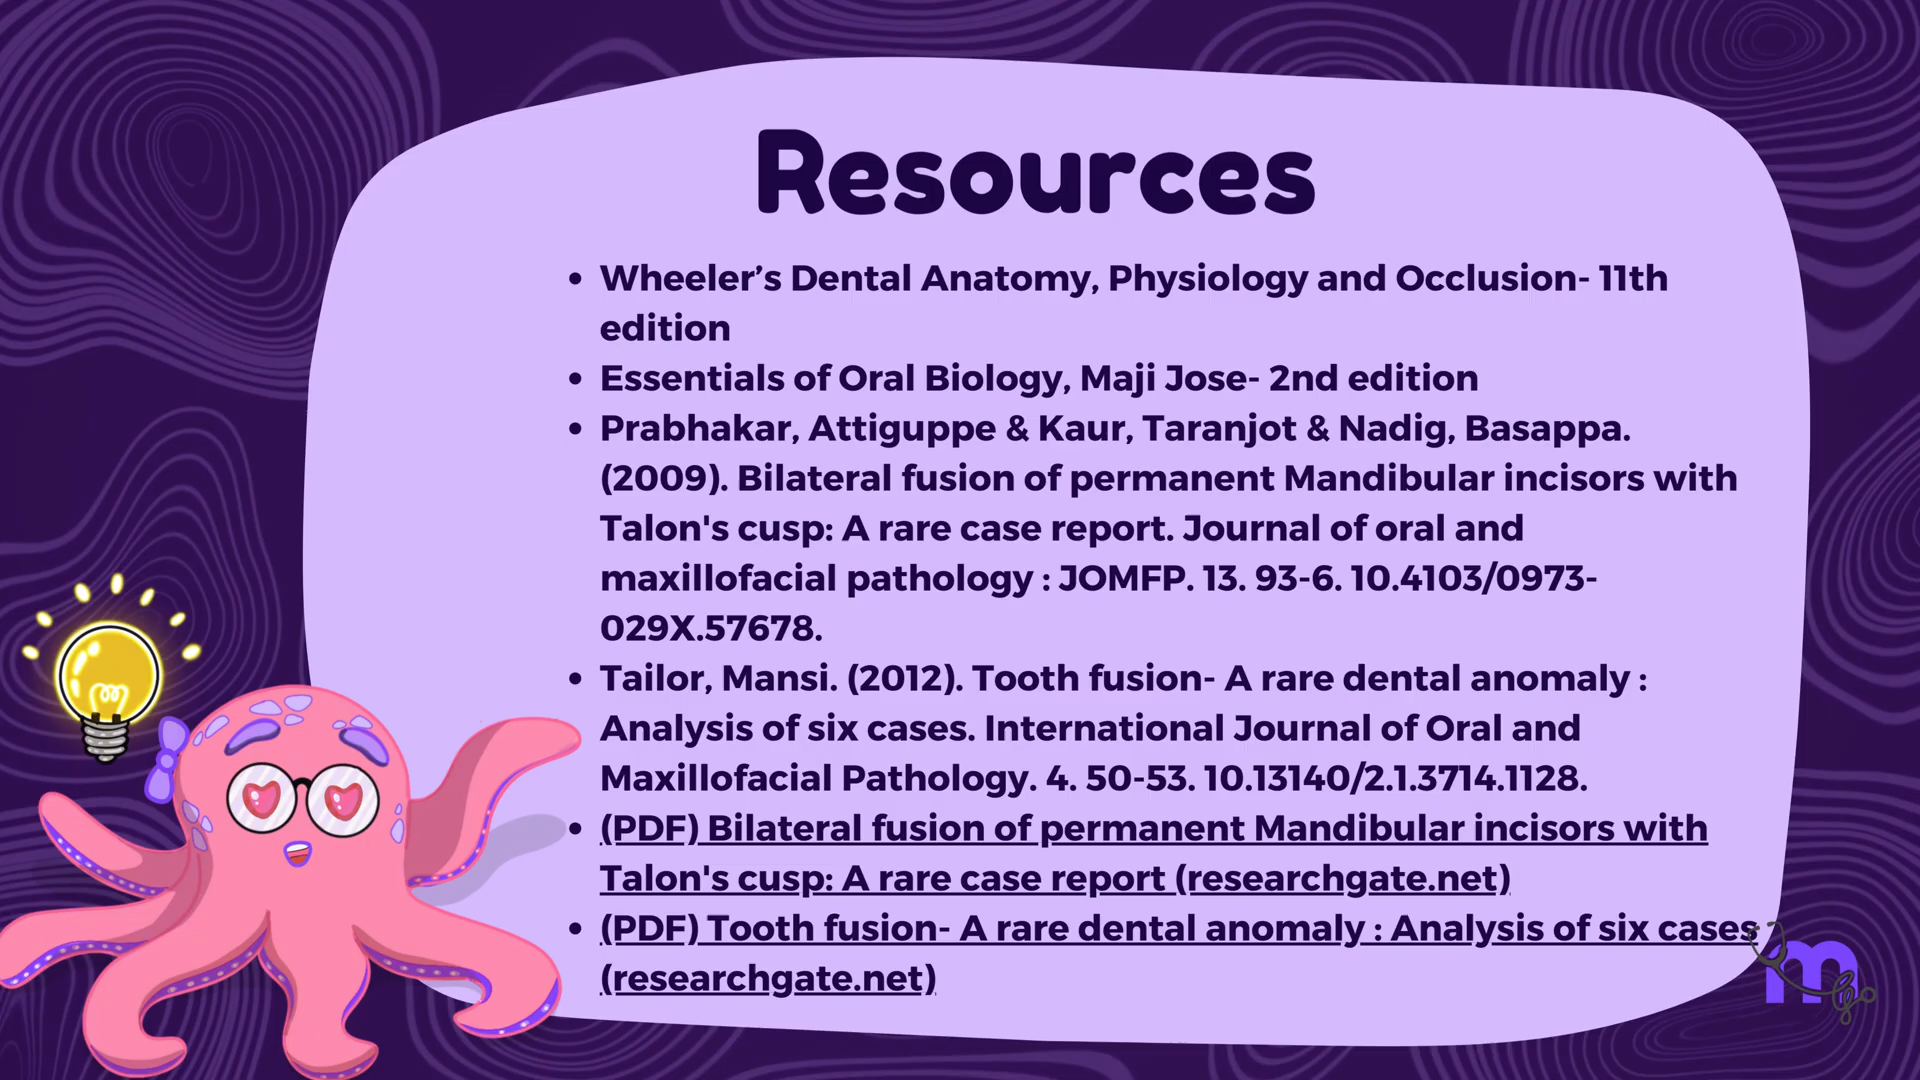 Resources
• Wheeler’s Dental Anatomy, Physiology and Occlusion- 11th
edition
• Essentials of Oral Biology, Maji Jose- 2nd edition
• Prabhakar, Attiguppe & Kaur, Taranjot & Nadig, Basappa.
(2009). Bilateral fusion of permanent Mandibular incisors with
Talon's cusp: A rare case report. Journal of oral and
maxillofacial pathology : JOMFP. 13. 93-6. 10.4103/0973-
029X.57678.
• Tailor, Mansi. (2012). Tooth fusion- A rare dental anomaly :
Analysis of six cases. International Journal of Oral and
Maxillofacial Pathology. 4. 50-53. 10.13140/2.1.3714.1128.
• (PDF) Bilateral fusion of permanent Mandibular incisors with
Talon's cusp: A rare case report (researchgate.net)
• (PDF) Tooth fusion- A rare dental anomaly : Analysis of six cases
(researchgate.net)
m
go